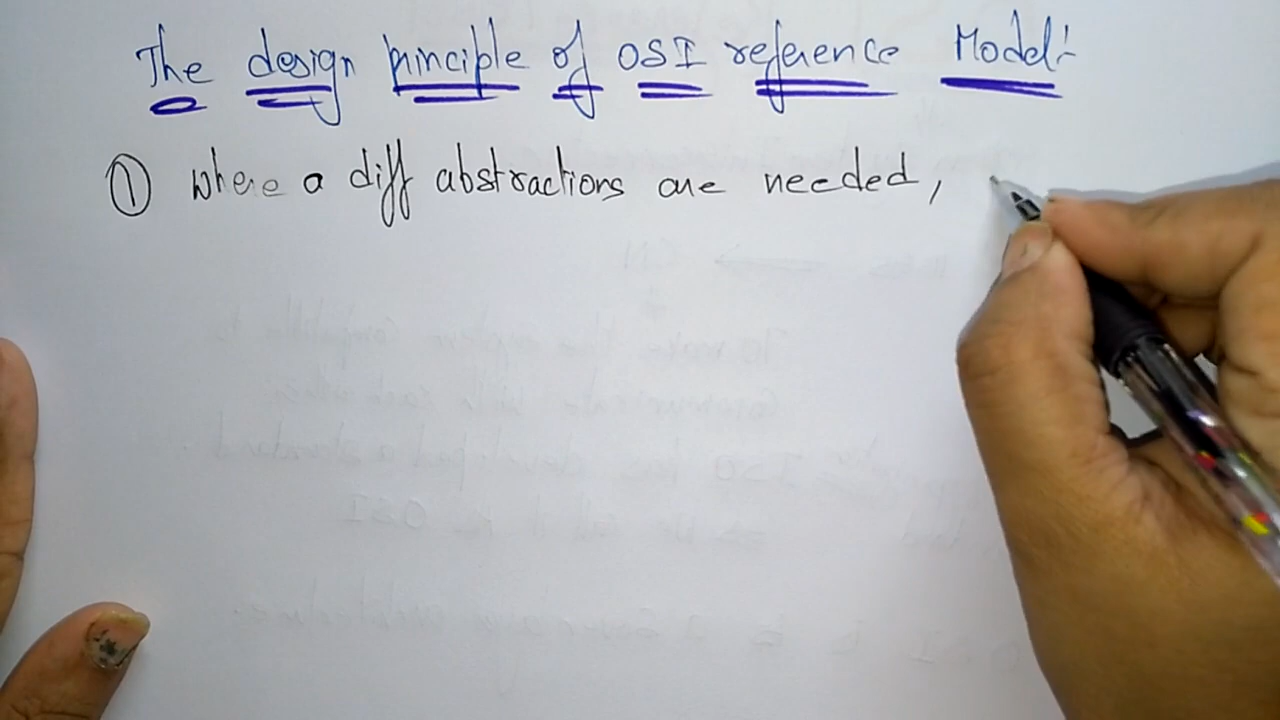 The design principle of OSI reference Model:-
① where a diff abstractions are needed,